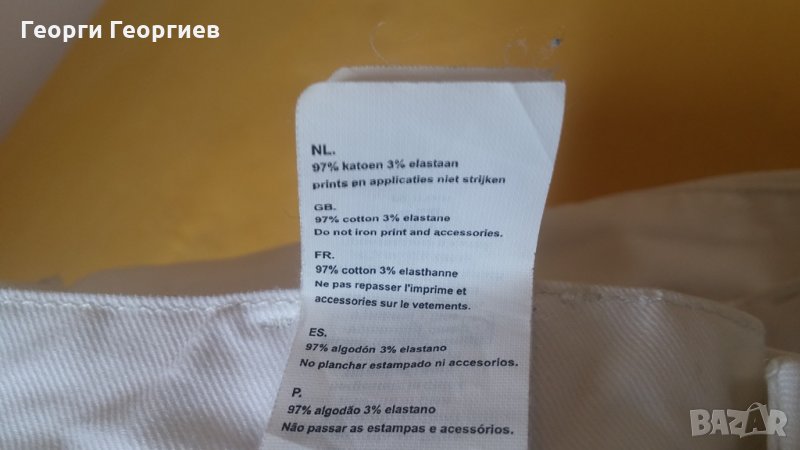 Георги Георгиев
NL.
97% katoen 3% elastaan
prints en applicaties niet strijken
GB.
97% cotton 3% elastane
Do not iron print and accessories.
FR.
97% cotton 3% elasthanne
Ne pas repasser l'imprime et
accessories sur le vetements.
ES.
97% algodón 3% elastano
No planchar estampado ni accesorios.
P.
97% algodão 3% elastano
Não passar as estampas e acessórios.
BAZAR